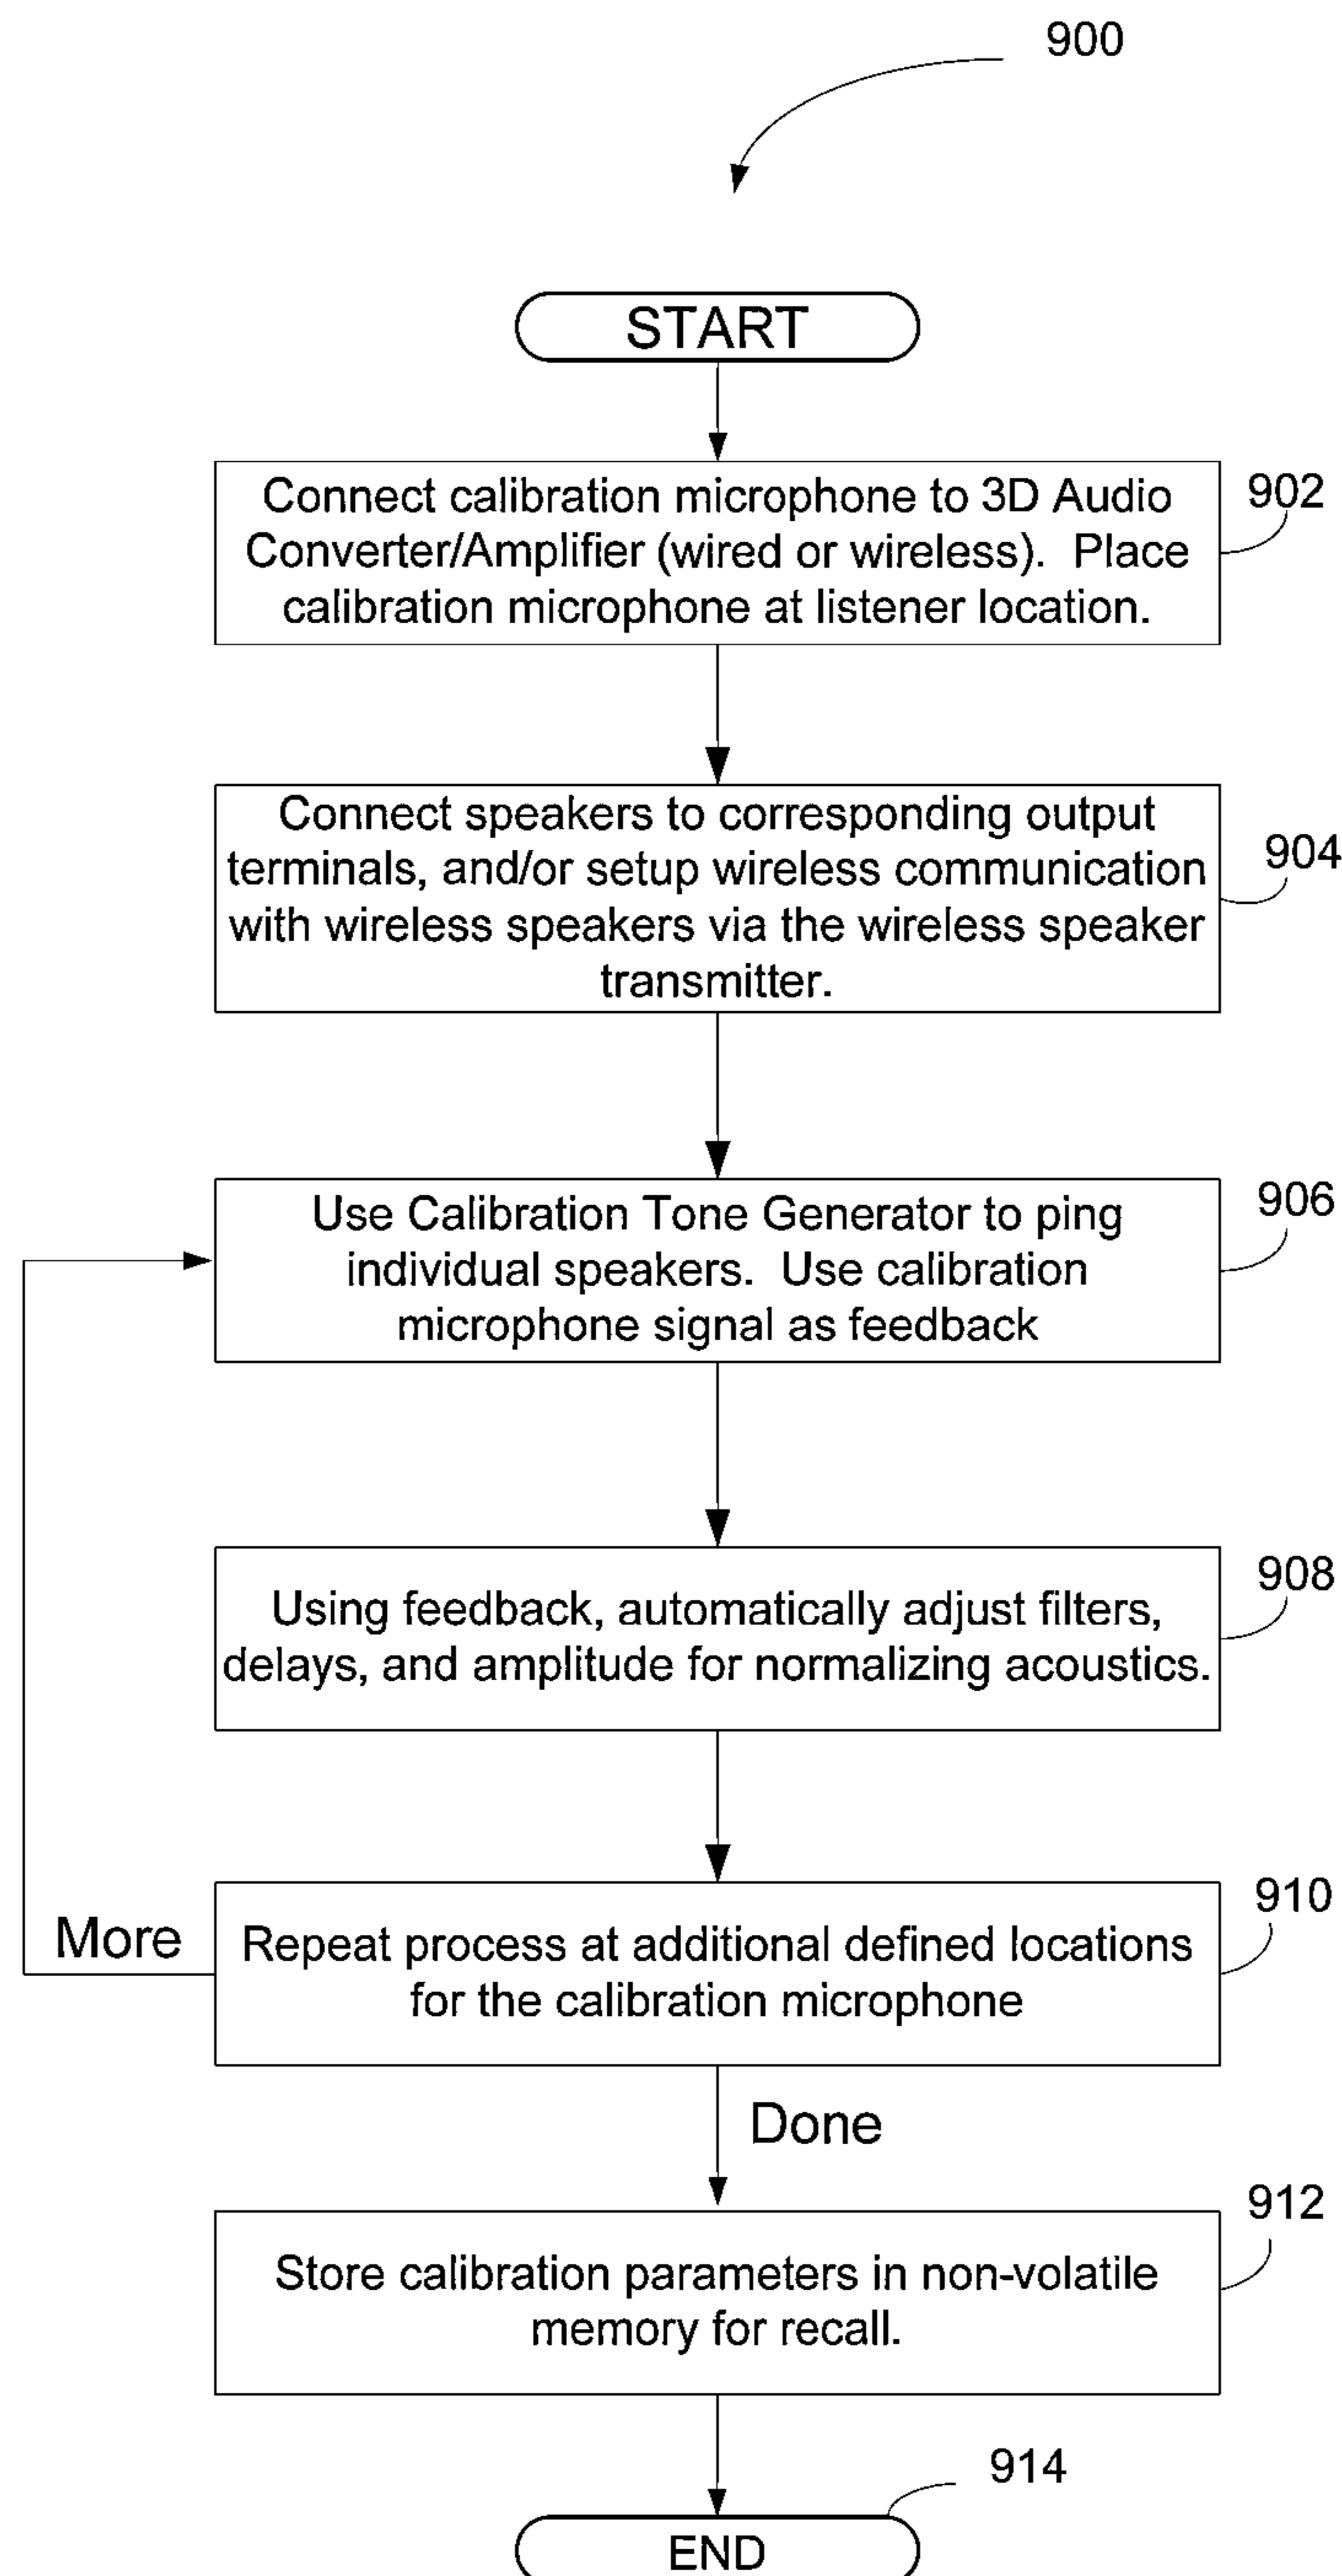 900
START
Connect calibration microphone to 3D Audio
Converter/Amplifier (wired or wireless).  Place
calibration microphone at listener location.
902
Connect speakers to corresponding output
terminals, and/or setup wireless communication
with wireless speakers via the wireless speaker
transmitter.
904
Use Calibration Tone Generator to ping
individual speakers.  Use calibration
microphone signal as feedback
906
Using feedback, automatically adjust filters,
delays, and amplitude for normalizing acoustics.
908
More
Repeat process at additional defined locations
for the calibration microphone
910
Done
Store calibration parameters in non-volatile
memory for recall.
912
914
END